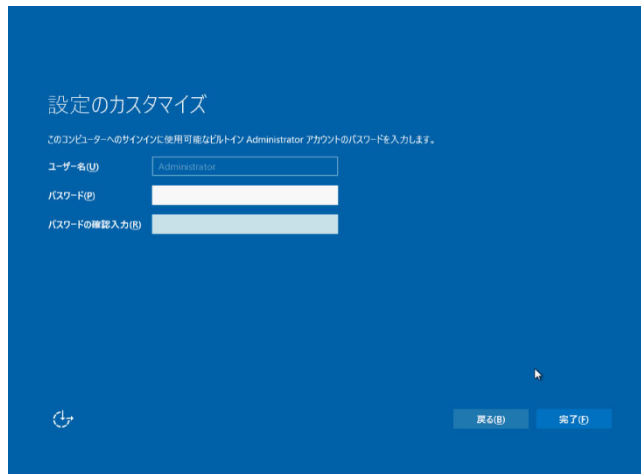 設定のカスタマイズ
このコンピューターへのサインインに使用可能なビルトイン Administrator アカウントのパスワードを入力します。
ユーザー名(U)
Administrator
パスワード(P)
パスワードの確認入力(R)
戻る(B)
完了(F)